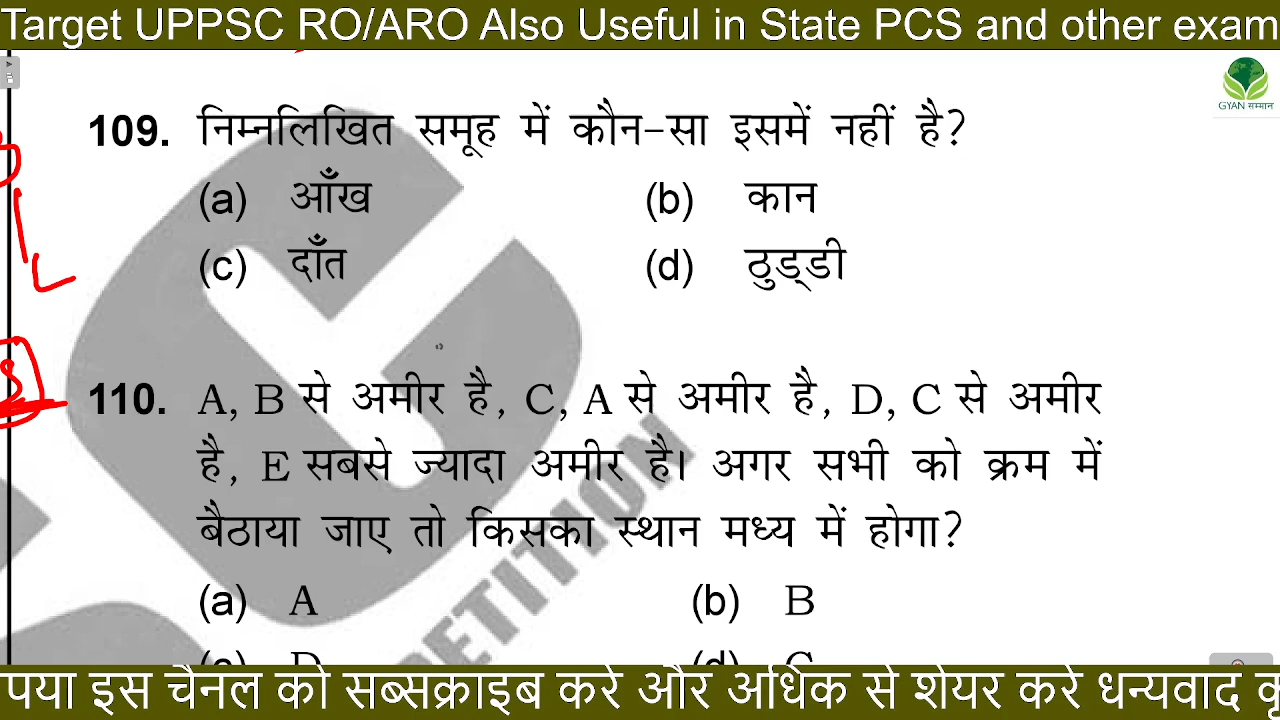 Target UPPSC RO/ARO Also Useful in State PCS and other exam
GYAN सम्मान
109. निम्नलिखित समूह में कौन-सा इसमें नहीं है?
(a) आँख (b) कान
(c) दाँत (d) ठुड्डी
110. A, B से अमीर है, C, A से अमीर है, D, C से अमीर
है, E सबसे ज्यादा अमीर है। अगर सभी को क्रम में
बैठाया जाए तो किसका स्थान मध्य में होगा?
(a) A (b) B
(c) D (d) C
PETITION
पया इस चैनल को सब्सक्राइब करे और अधिक से शेयर करे धन्यवाद कृ